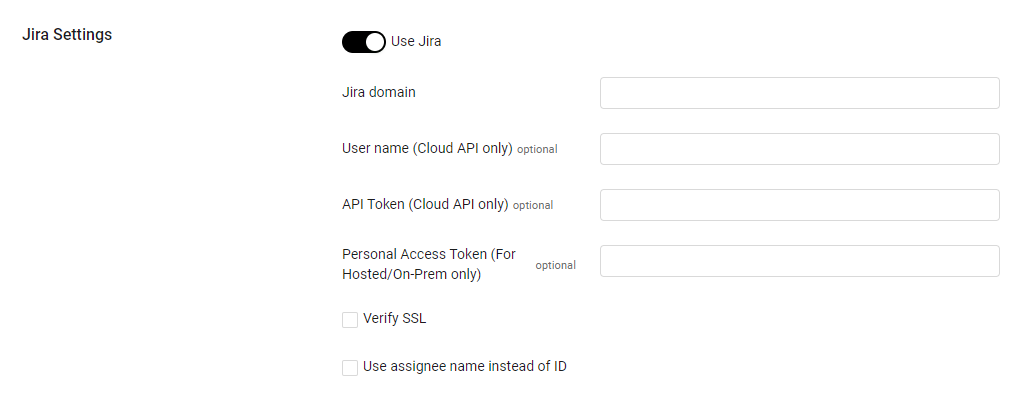 Jira Settings
Use Jira
Jira domain
User name (Cloud API only) optional
API Token (Cloud API only) optional
Personal Access Token (For
Hosted/On-Prem only) optional
Verify SSL
Use assignee name instead of ID